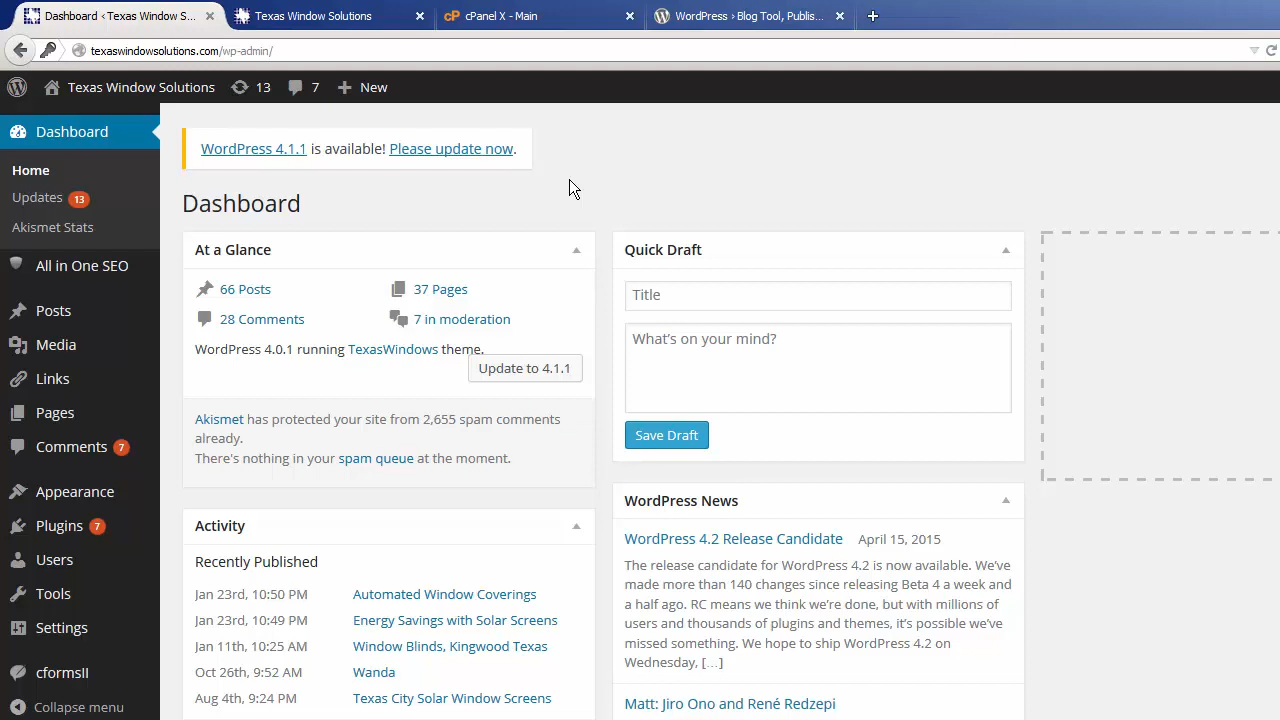 Dashboard ‹ Texas Window S...
Texas Window Solutions
cP cPanel X - Main
WordPress › Blog Tool, Publis...
texaswindowsolutions.com/wp-admin/
Texas Window Solutions 13 7 New
Dashboard
Home
Updates 13
Akismet Stats
All in One SEO
Posts
Media
Links
Pages
Comments 7
Appearance
Plugins 7
Users
Tools
Settings
cformsII
Collapse menu
WordPress 4.1.1 is available! Please update now.
Dashboard
At a Glance
66 Posts
37 Pages
28 Comments
7 in moderation
WordPress 4.0.1 running TexasWindows theme.
Update to 4.1.1
Akismet has protected your site from 2,655 spam comments
already.
There's nothing in your spam queue at the moment.
Activity
Recently Published
Jan 23rd, 10:50 PM Automated Window Coverings
Jan 23rd, 10:49 PM Energy Savings with Solar Screens
Jan 11th, 10:25 AM Window Blinds, Kingwood Texas
Oct 26th, 9:52 AM Wanda
Aug 4th, 9:24 PM Texas City Solar Window Screens
Quick Draft
Title
What's on your mind?
Save Draft
WordPress News
WordPress 4.2 Release Candidate April 15, 2015
The release candidate for WordPress 4.2 is now available. We've
made more than 140 changes since releasing Beta 4 a week and
a half ago. RC means we think we're done, but with millions of
users and thousands of plugins and themes, it's possible we've
missed something. We hope to ship WordPress 4.2 on
Wednesday, […]
Matt: Jiro Ono and René Redzepi